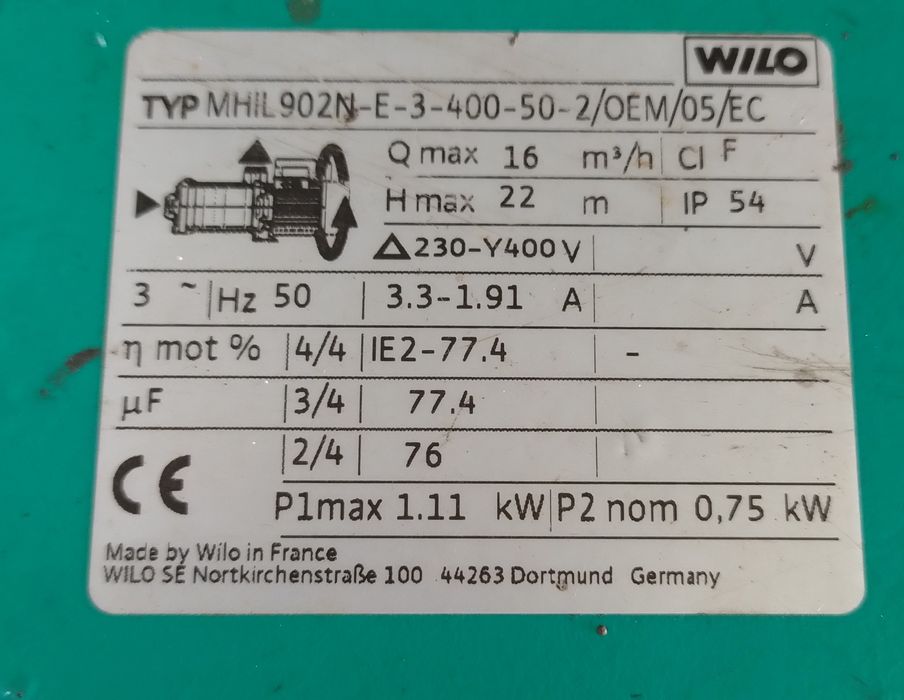 WILO
TYP MHIL902N-E-3-400-50-2/OEM/05/EC
Q max 16 m³/h Cl F
H max 22 m IP 54
Δ230-Y400V V
3 ~ Hz 50 3.3-1.91 A A
η mot % 4/4 IE2-77.4 -
µF 3/4 77.4
2/4 76
CE
P1max 1.11 kW P2 nom 0,75 kW
Made by Wilo in France
WILO SE Nortkirchenstraße 100 44263 Dortmund Germany